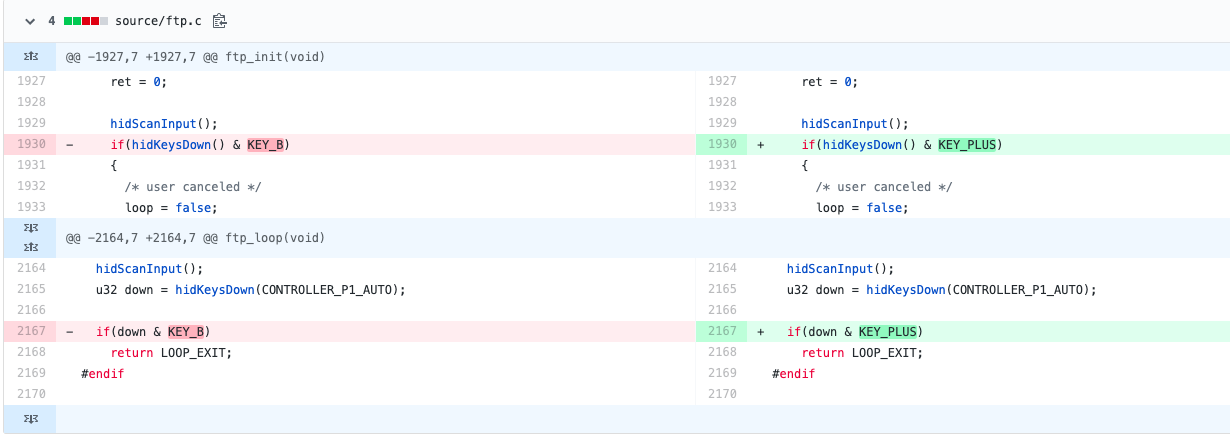 4 source/ftp.c
@@ -1927,7 +1927,7 @@ ftp_init(void)
1927 ret = 0; 1927 ret = 0;
1928 1928
1929 hidScanInput(); 1929 hidScanInput();
1930 - if(hidKeysDown() & KEY_B) 1930 + if(hidKeysDown() & KEY_PLUS)
1931 { 1931 {
1932 /* user canceled */ 1932 /* user canceled */
1933 loop = false; 1933 loop = false;
@@ -2164,7 +2164,7 @@ ftp_loop(void)
2164 hidScanInput(); 2164 hidScanInput();
2165 u32 down = hidKeysDown(CONTROLLER_P1_AUTO); 2165 u32 down = hidKeysDown(CONTROLLER_P1_AUTO);
2166 2166
2167 - if(down & KEY_B) 2167 + if(down & KEY_PLUS)
2168 return LOOP_EXIT; 2168 return LOOP_EXIT;
2169 #endif 2169 #endif
2170 2170